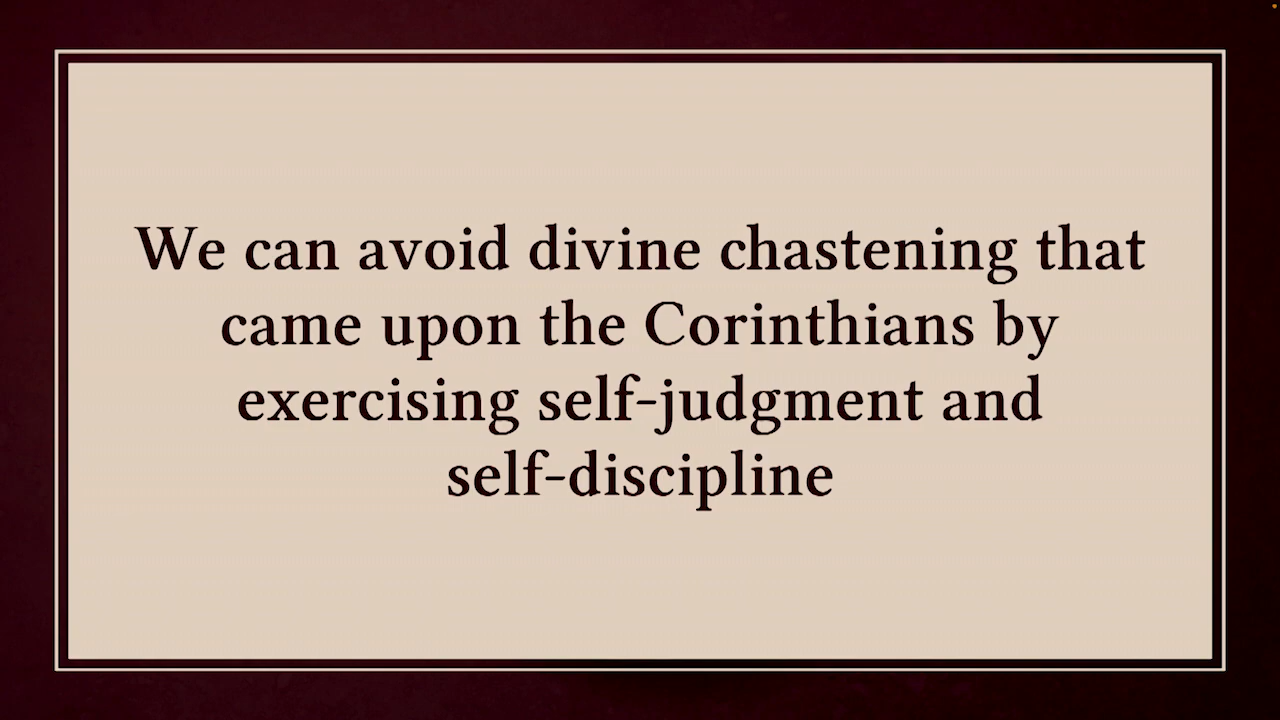 We can avoid divine chastening that
came upon the Corinthians by
exercising self-judgment and
self-discipline